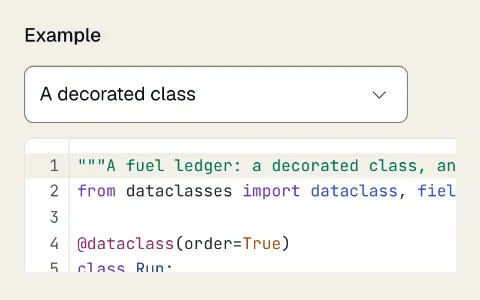 Example
A decorated class
1 """A fuel ledger: a decorated class, an
2 from dataclasses import dataclass, fiel
3
4 @dataclass(order=True)
5 class Run: